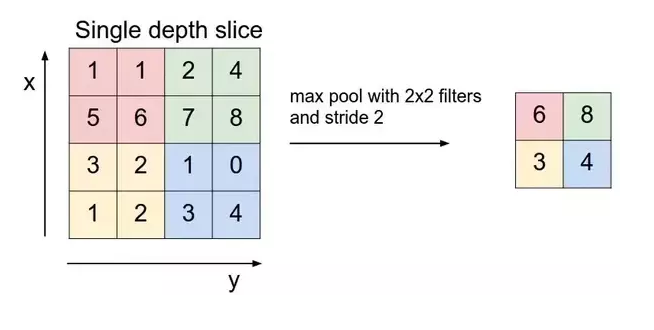 Single depth slice
x
1 1 2 4
5 6 7 8
3 2 1 0
1 2 3 4
y
max pool with 2x2 filters
and stride 2
6 8
3 4